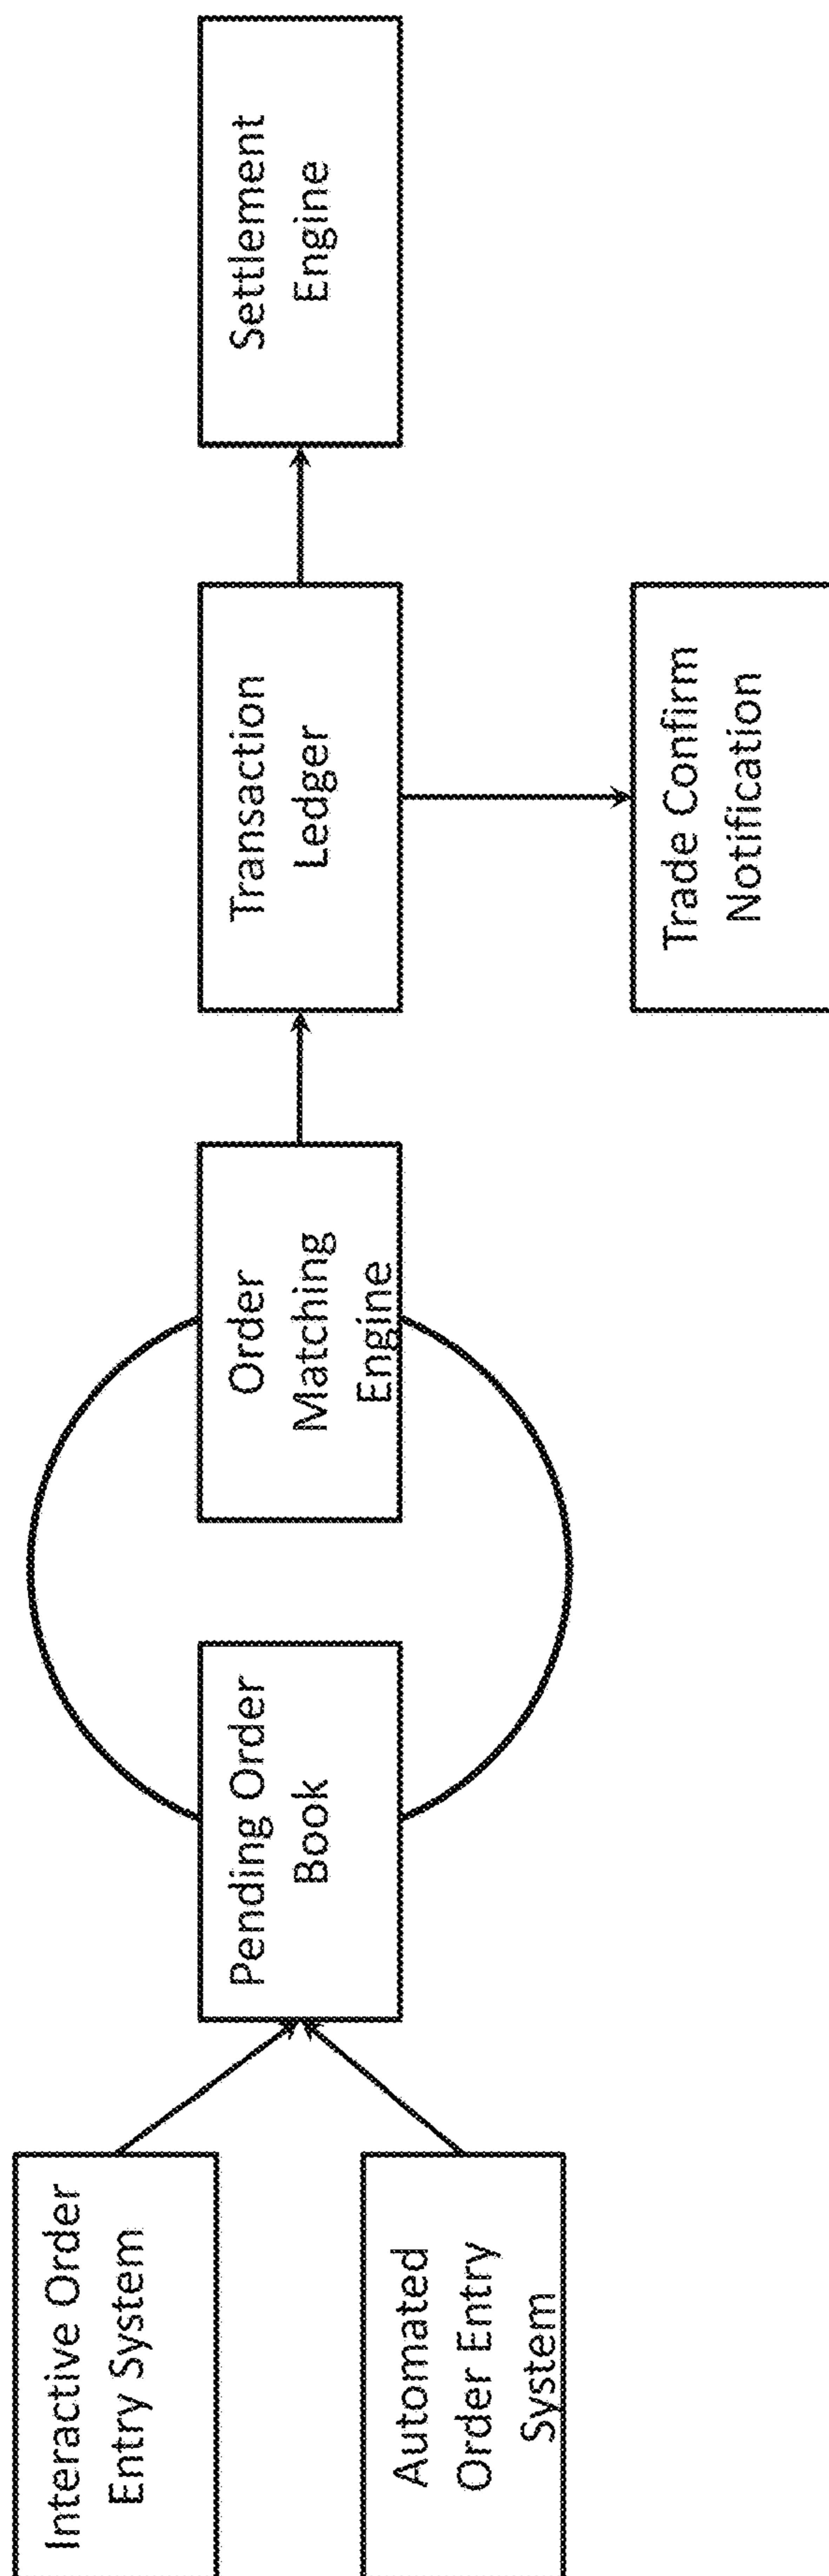 Interactive Order
Entry System
Automated
Order Entry
System
Pending Order
Book
Order
Matching
Engine
Transaction
Ledger
Trade Confirm
Notification
Settlement
Engine